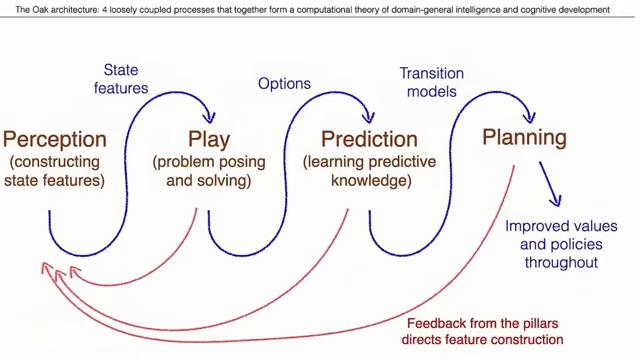 The Oak architecture: 4 loosely coupled processes that together form a computational theory of domain-general intelligence and cognitive development
State
features
Options
Transition
models
Perception
(constructing
state features)
Play
(problem posing
and solving)
Prediction
(learning predictive
knowledge)
Planning
Improved values
and policies
throughout
Feedback from the pillars
directs feature construction